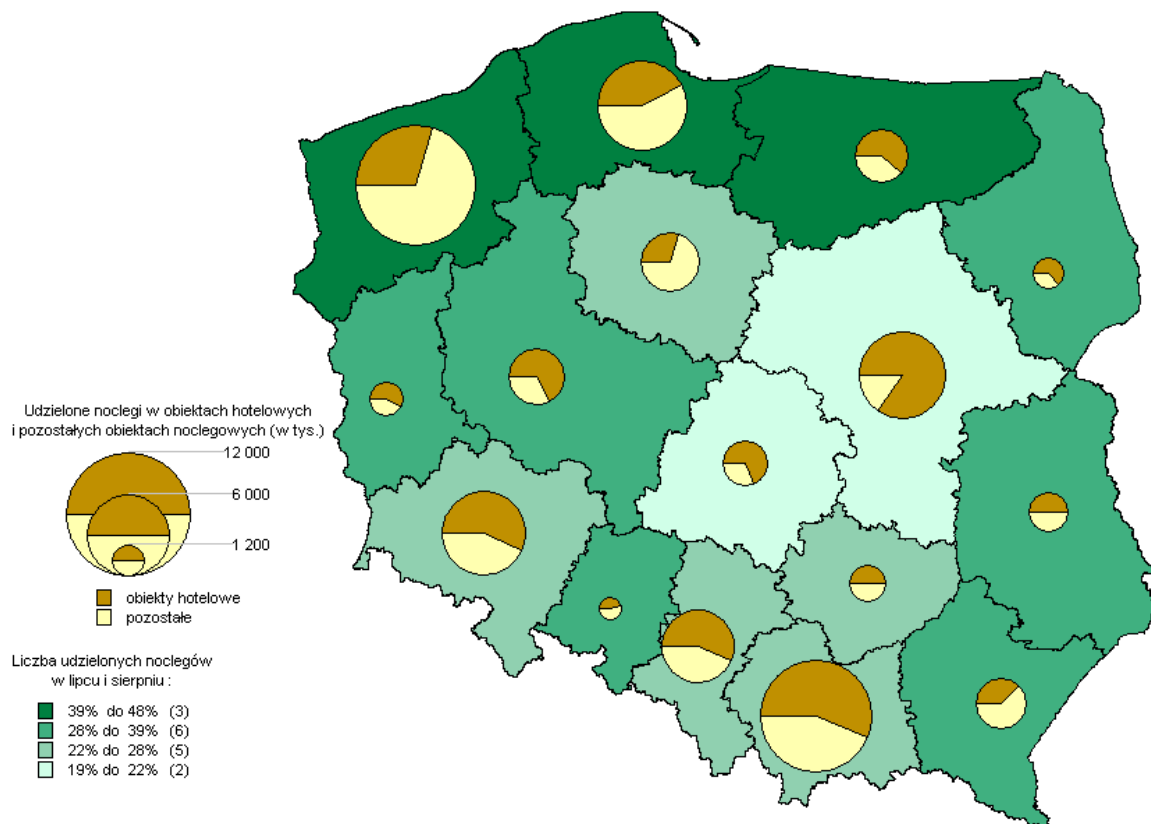 Udzielone noclegi w obiektach hotelowych
i pozostałych obiektach noclegowych (w tys.)
12 000
6 000
1 200
obiekty hotelowe
pozostałe
Liczba udzielonych noclegów
w lipcu i sierpniu :
39% do 48% (3)
28% do 39% (6)
22% do 28% (5)
19% do 22% (2)